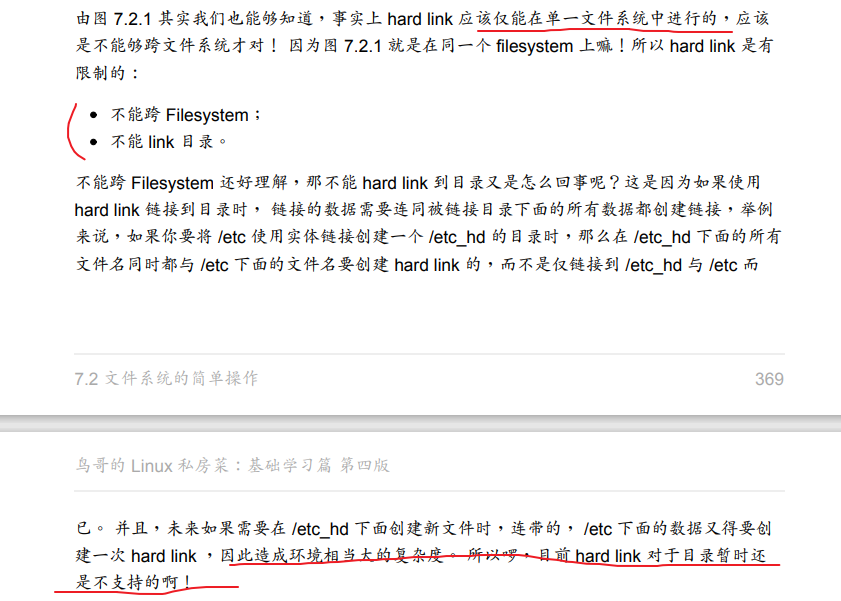 由图 7.2.1 其实我们也能够知道，事实上 hard link 应该仅能在单一文件系统中进行的，应该
是不能够跨文件系统才对！ 因为图 7.2.1 就是在同一个 filesystem 上嘛！所以 hard link 是有
限制的：
● 不能跨 Filesystem；
● 不能 link 目录。
不能跨 Filesystem 还好理解，那不能 hard link 到目录又是怎么回事呢？这是因为如果使用
hard link 链接到目录时， 链接的数据需要连同被链接目录下面的所有数据都创建链接，举例
来说，如果你要将 /etc 使用实体链接创建一个 /etc_hd 的目录时，那么在 /etc_hd 下面的所有
文件名同时都与 /etc 下面的文件名要创建 hard link 的，而不是仅链接到 /etc_hd 与 /etc 而
7.2 文件系统的简单操作 369
鸟哥的 Linux 私房菜：基础学习篇 第四版
已。 并且，未来如果需要在 /etc_hd 下面创建新文件时，连带的， /etc 下面的数据又得要创
建一次 hard link ，因此造成环境相当大的复杂度。 所以啰，目前 hard link 对于目录暂时还
是不支持的啊！